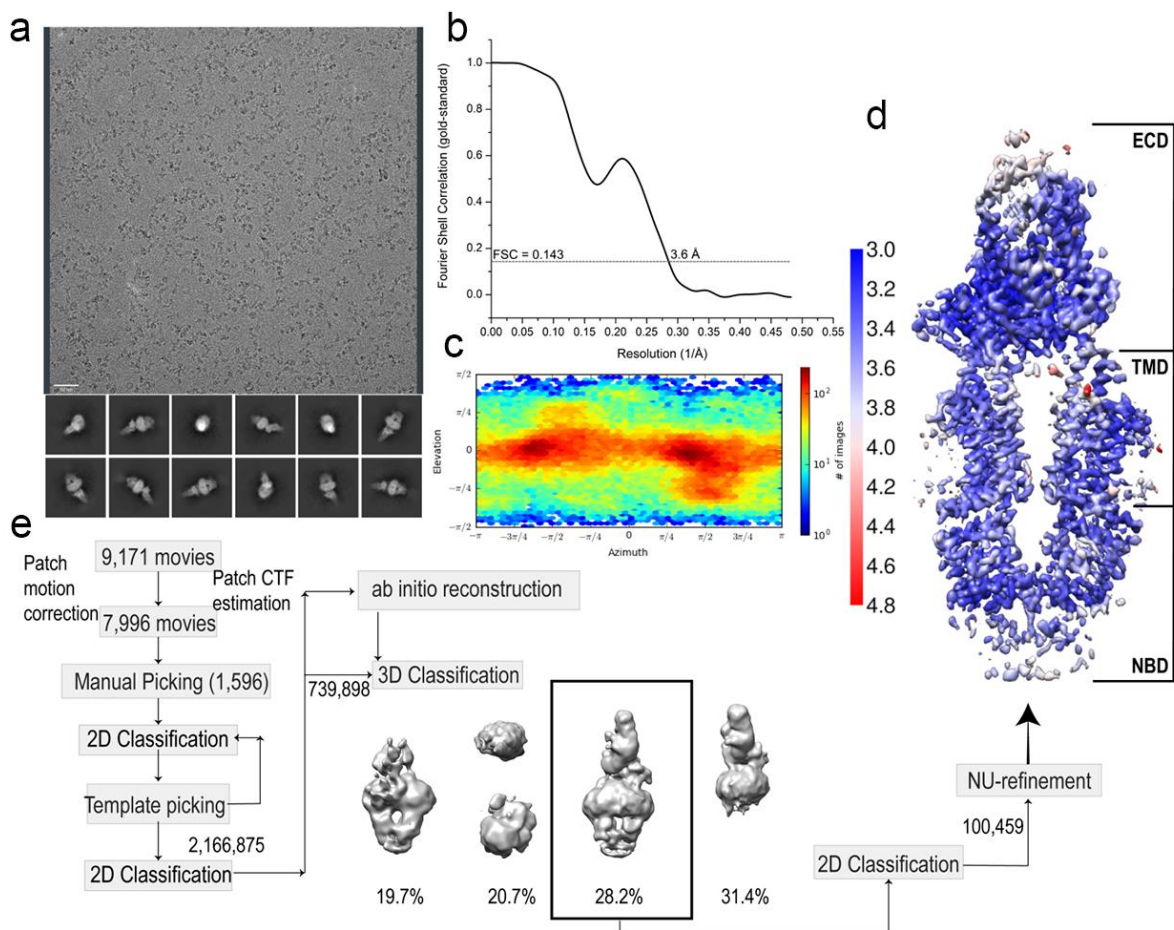 a
b
Fourier Shell Correlation (gold-standard)
1.0
0.8
0.6
0.4
0.2
0.0
FSC = 0.143
3.6 Å
0.00 0.05 0.10 0.15 0.20 0.25 0.30 0.35 0.40 0.45 0.50 0.55
Resolution (1/Å)
c
Elevation
π/2
π/4
0
−π/4
−π/2
−π −3π/4 −π/2 0 π/4 π/2 3π/4 π
Azimuth
10²
10¹
10⁰
# of images
d
3.0
3.2
3.4
3.6
3.8
4.0
4.2
4.4
4.6
4.8
ECD
TMD
NBD
e
9,171 movies
Patch
motion
correction
Patch CTF
estimation
7,996 movies
Manual Picking (1,596)
2D Classification
Template picking
2,166,875
2D Classification
ab initio reconstruction
739,898
3D Classification
19.7%
20.7%
28.2%
31.4%
2D Classification
100,459
NU-refinement